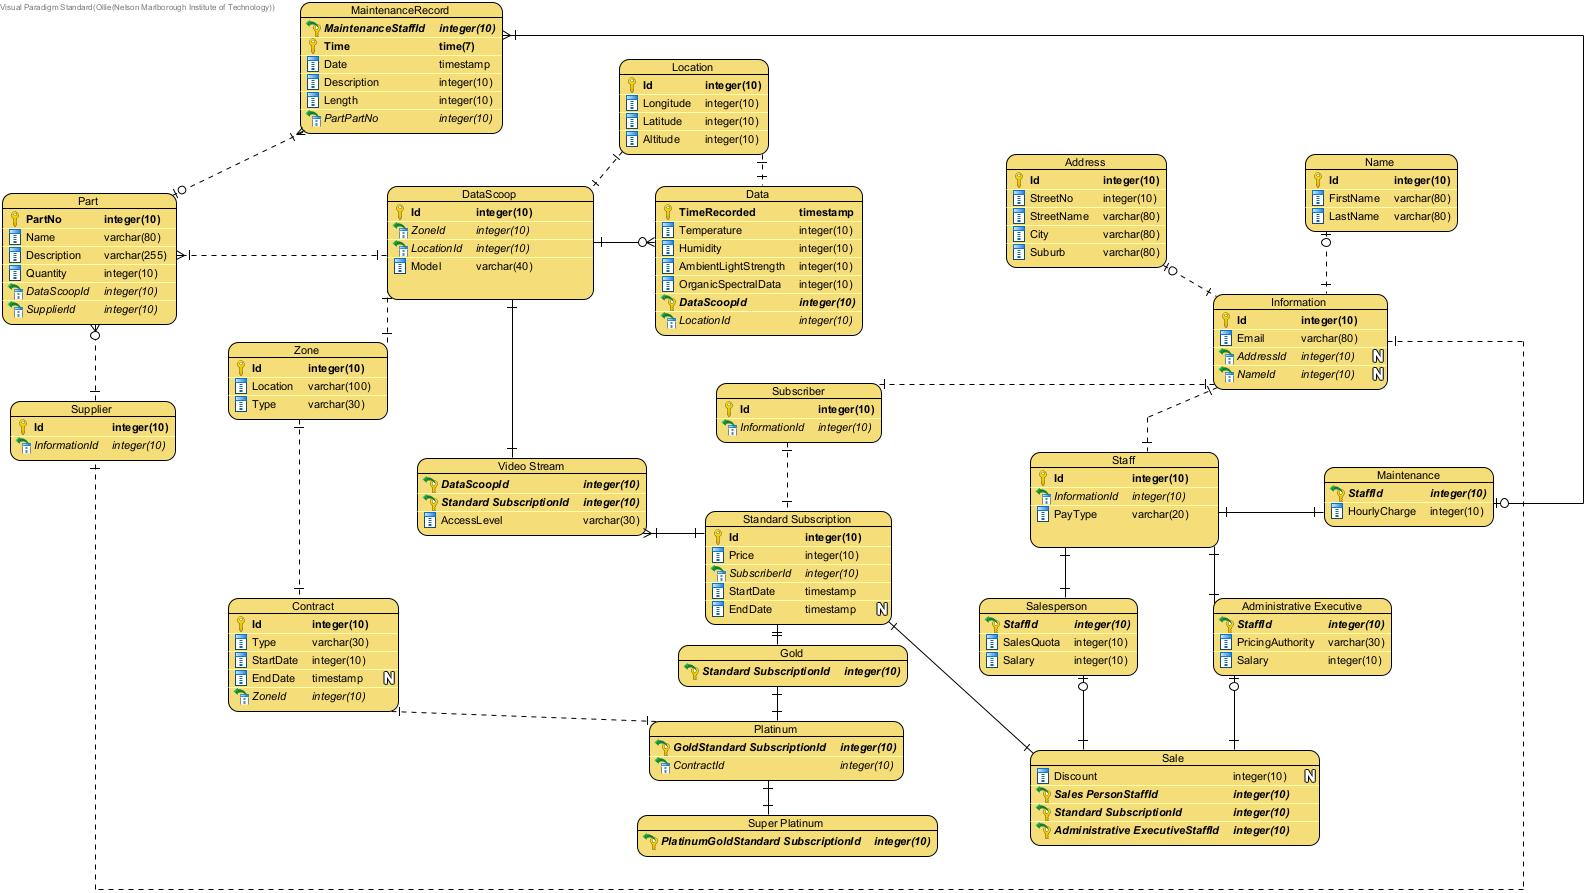 Visual Paradigm Standard(Ollie(Nelson Marlborough Institute of Technology))
MaintenanceRecord
MaintenanceStaffId integer(10)
Time time(7)
Date timestamp
Description integer(10)
Length integer(10)
PartPartNo integer(10)
Location
Id integer(10)
Longitude integer(10)
Latitude integer(10)
Altitude integer(10)
Address
Id integer(10)
StreetNo integer(10)
StreetName varchar(80)
City varchar(80)
Suburb varchar(80)
Name
Id integer(10)
FirstName varchar(80)
LastName varchar(80)
Part
PartNo integer(10)
Name varchar(80)
Description varchar(255)
Quantity integer(10)
DataScoopId integer(10)
SupplierId integer(10)
DataScoop
Id integer(10)
ZoneId integer(10)
LocationId integer(10)
Model varchar(40)
Data
TimeRecorded timestamp
Temperature integer(10)
Humidity integer(10)
AmbientLightStrength integer(10)
OrganicSpectralData integer(10)
DataScoopId integer(10)
LocationId integer(10)
Information
Id integer(10)
Email varchar(80)
AddressId integer(10) N
NameId integer(10) N
Zone
Id integer(10)
Location varchar(100)
Type varchar(30)
Subscriber
Id integer(10)
InformationId integer(10)
Supplier
Id integer(10)
InformationId integer(10)
Video Stream
DataScoopId integer(10)
Standard SubscriptionId integer(10)
AccessLevel varchar(30)
Staff
Id integer(10)
InformationId integer(10)
PayType varchar(20)
Maintenance
StaffId integer(10)
HourlyCharge integer(10)
Standard Subscription
Id integer(10)
Price integer(10)
SubscriberId integer(10)
StartDate timestamp
EndDate timestamp N
Contract
Id integer(10)
Type varchar(30)
StartDate integer(10)
EndDate timestamp N
ZoneId integer(10)
Salesperson
StaffId integer(10)
SalesQuota integer(10)
Salary integer(10)
Administrative Executive
StaffId integer(10)
PricingAuthority varchar(30)
Salary integer(10)
Gold
Standard SubscriptionId integer(10)
Platinum
GoldStandard SubscriptionId integer(10)
ContractId integer(10)
Sale
Discount integer(10) N
Sales PersonStaffId integer(10)
Standard SubscriptionId integer(10)
Administrative ExecutiveStaffId integer(10)
Super Platinum
PlatinumGoldStandard SubscriptionId integer(10)